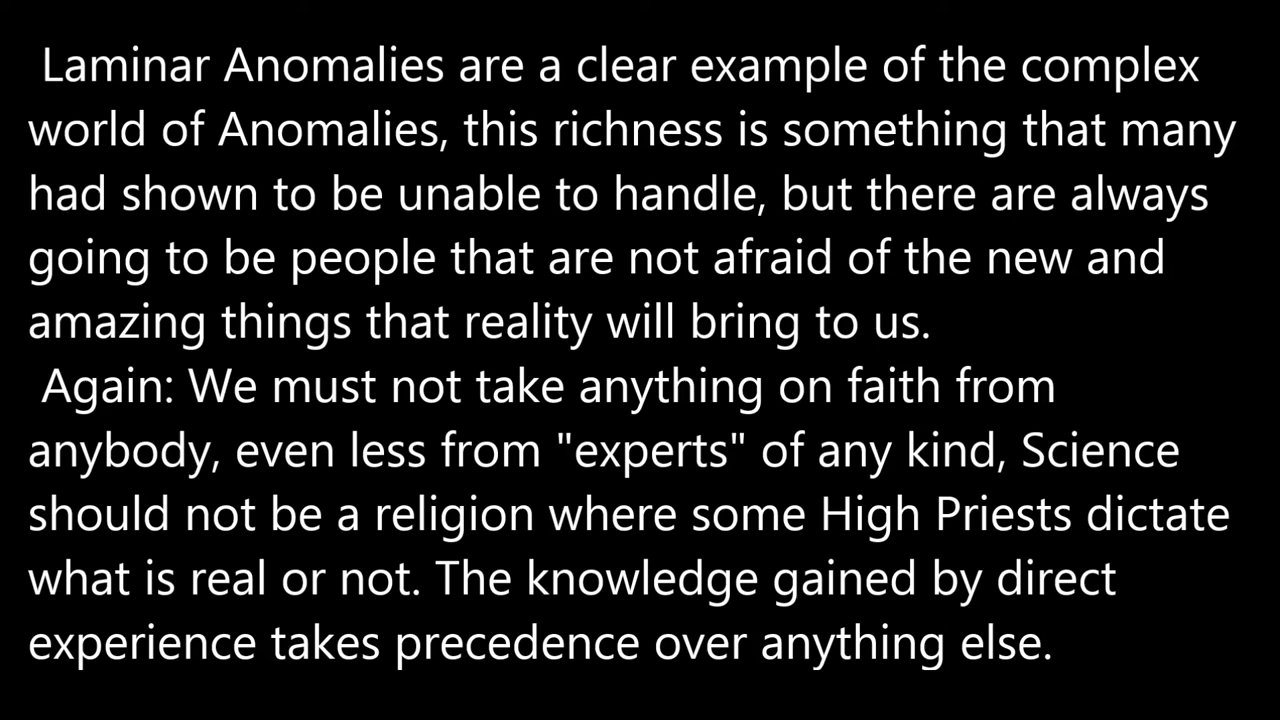 Laminar Anomalies are a clear example of the complex
world of Anomalies, this richness is something that many
had shown to be unable to handle, but there are always
going to be people that are not afraid of the new and
amazing things that reality will bring to us.
Again: We must not take anything on faith from
anybody, even less from "experts" of any kind, Science
should not be a religion where some High Priests dictate
what is real or not. The knowledge gained by direct
experience takes precedence over anything else.